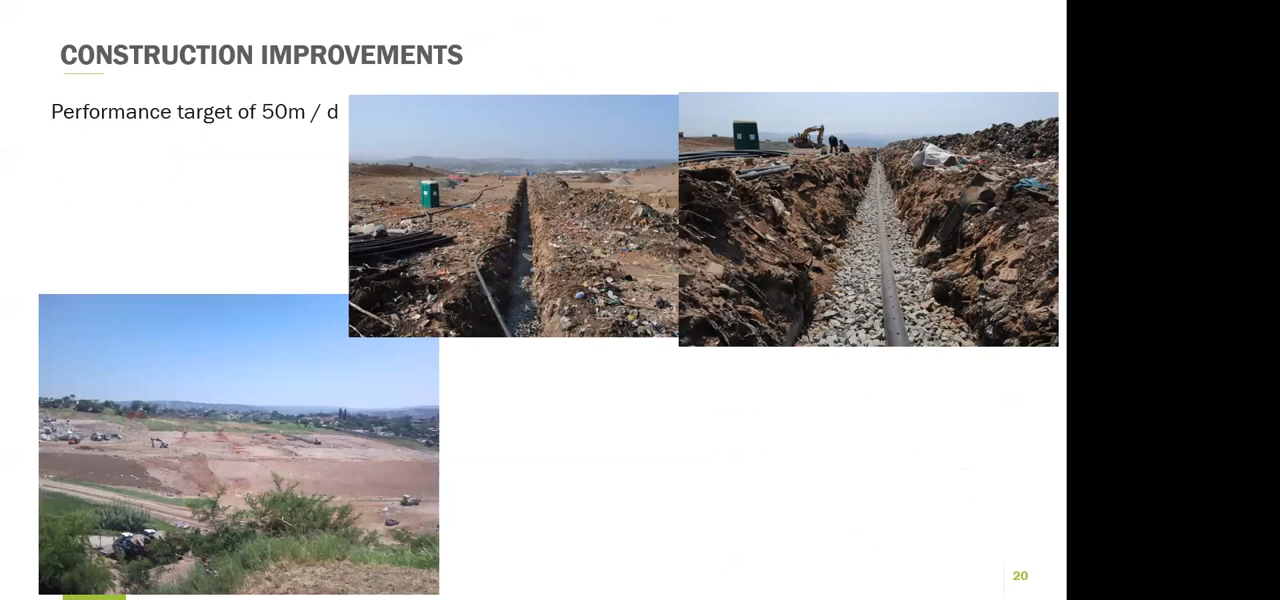 CONSTRUCTION IMPROVEMENTS
Performance target of 50m / d
20